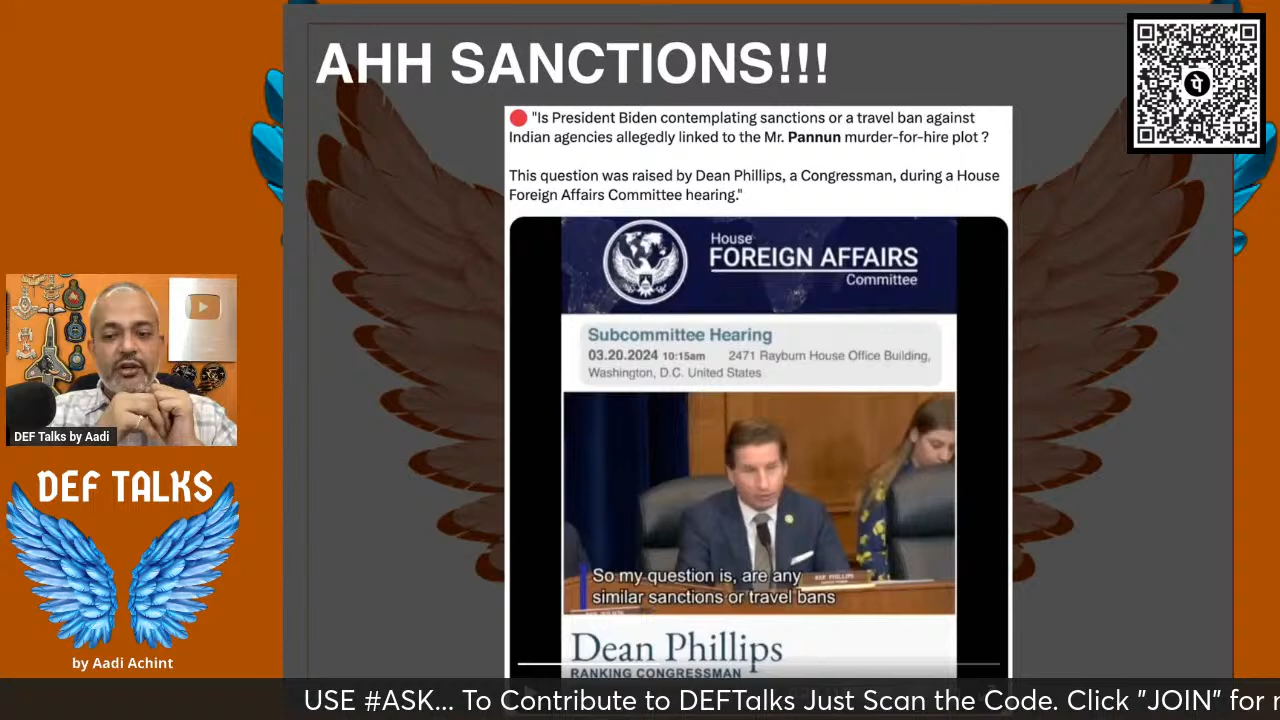 AHH SANCTIONS!!!
"Is President Biden contemplating sanctions or a travel ban against
Indian agencies allegedly linked to the Mr. Pannun murder-for-hire plot ?
This question was raised by Dean Phillips, a Congressman, during a House
Foreign Affairs Committee hearing."
House
FOREIGN AFFAIRS
Committee
Subcommittee Hearing
03.20.2024 10:15am 2471 Rayburn House Office Building,
Washington, D.C. United States
So my question is, are any
similar sanctions or travel bans
Dean Phillips
RANKING CONGRESSMAN
पे
DEF Talks by Aadi
DEF TALKS
by Aadi Achint
USE #ASK... To Contribute to DEFTalks Just Scan the Code. Click "JOIN" for